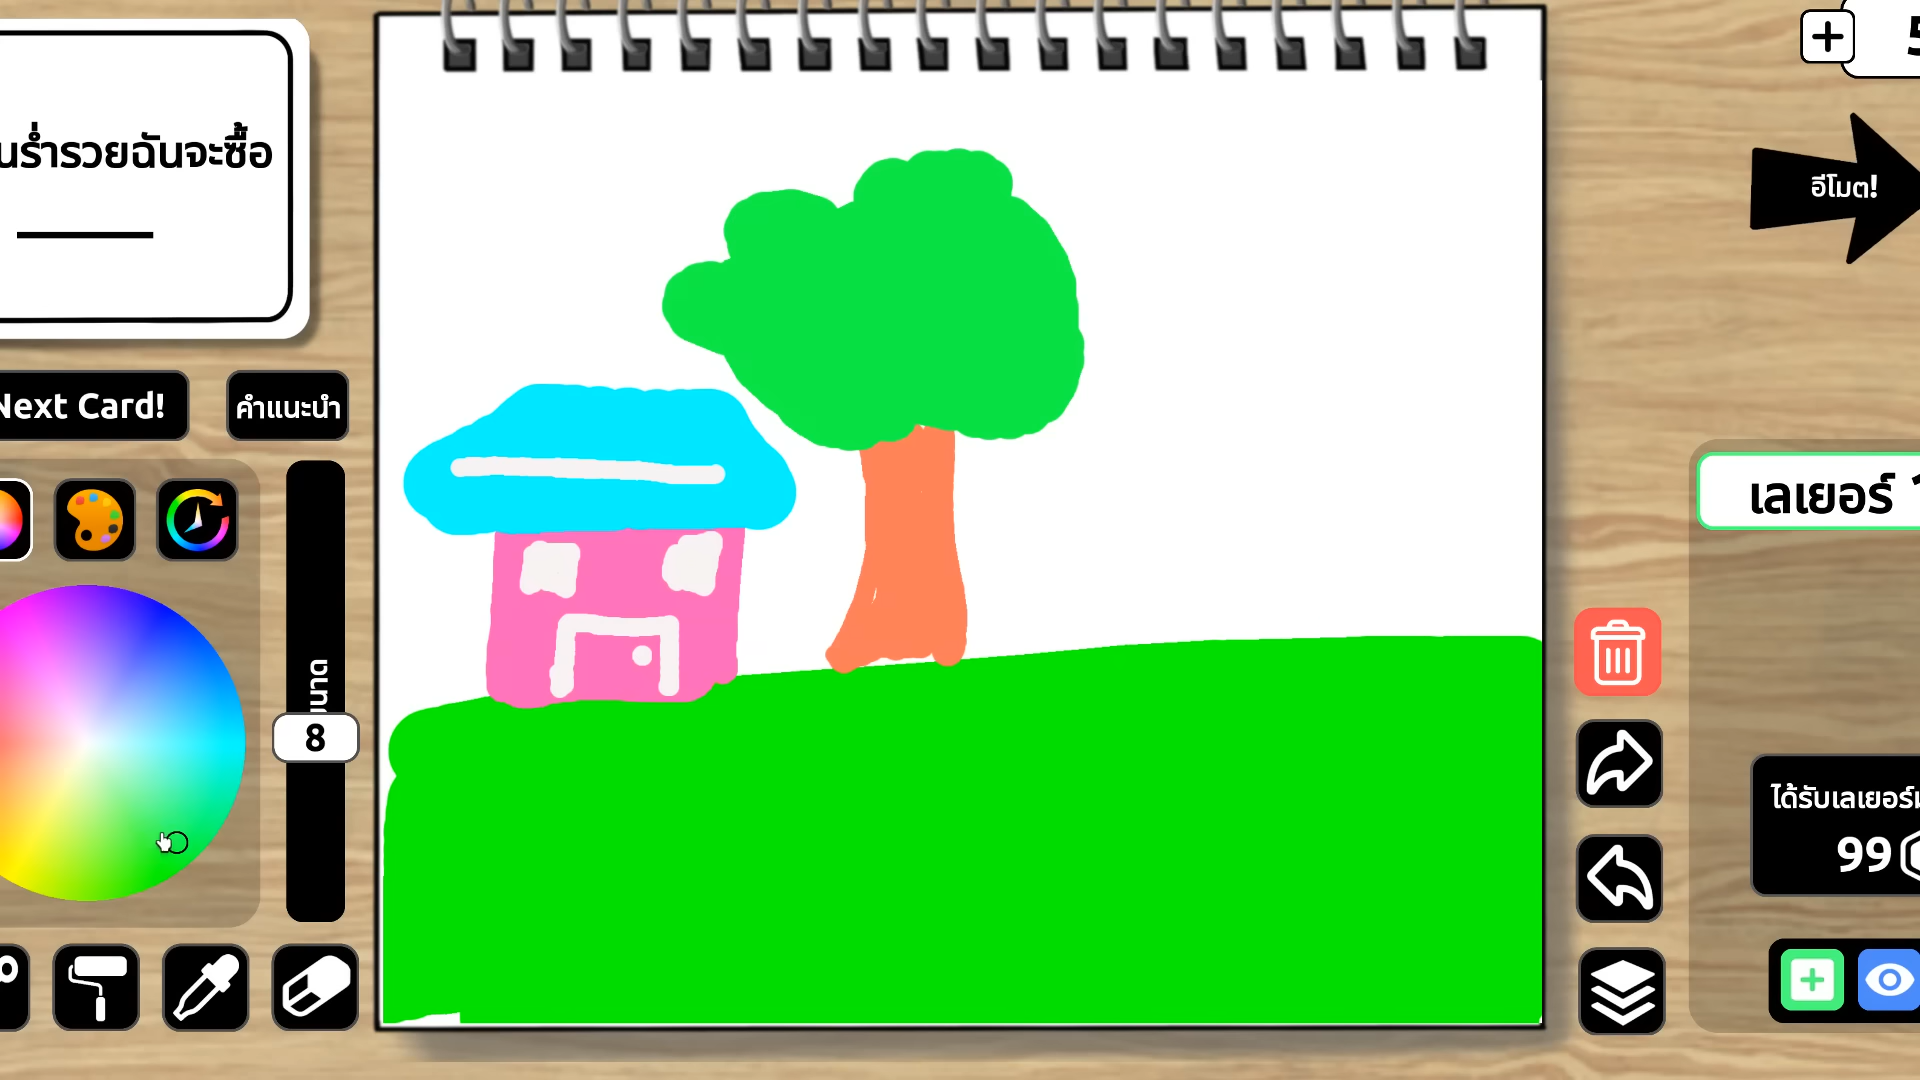 นร่ำรวยฉันจะซื้อ
อีโมต!
Next Card!
คำแนะนำ
เลเยอร์ 1
ขนาด
8
ได้รับเลเยอร์
99